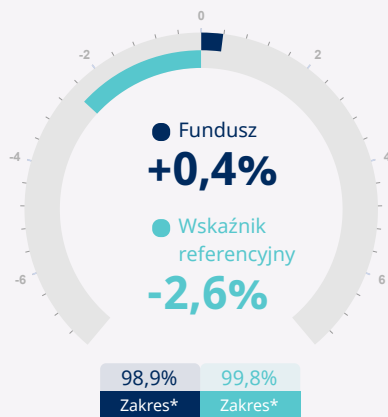 0
-2
2
-4
4
-6
6
Fundusz
+0,4%
Wskaźnik
referencyjny
-2,6%
98,9% 99,8%
Zakres* Zakres*